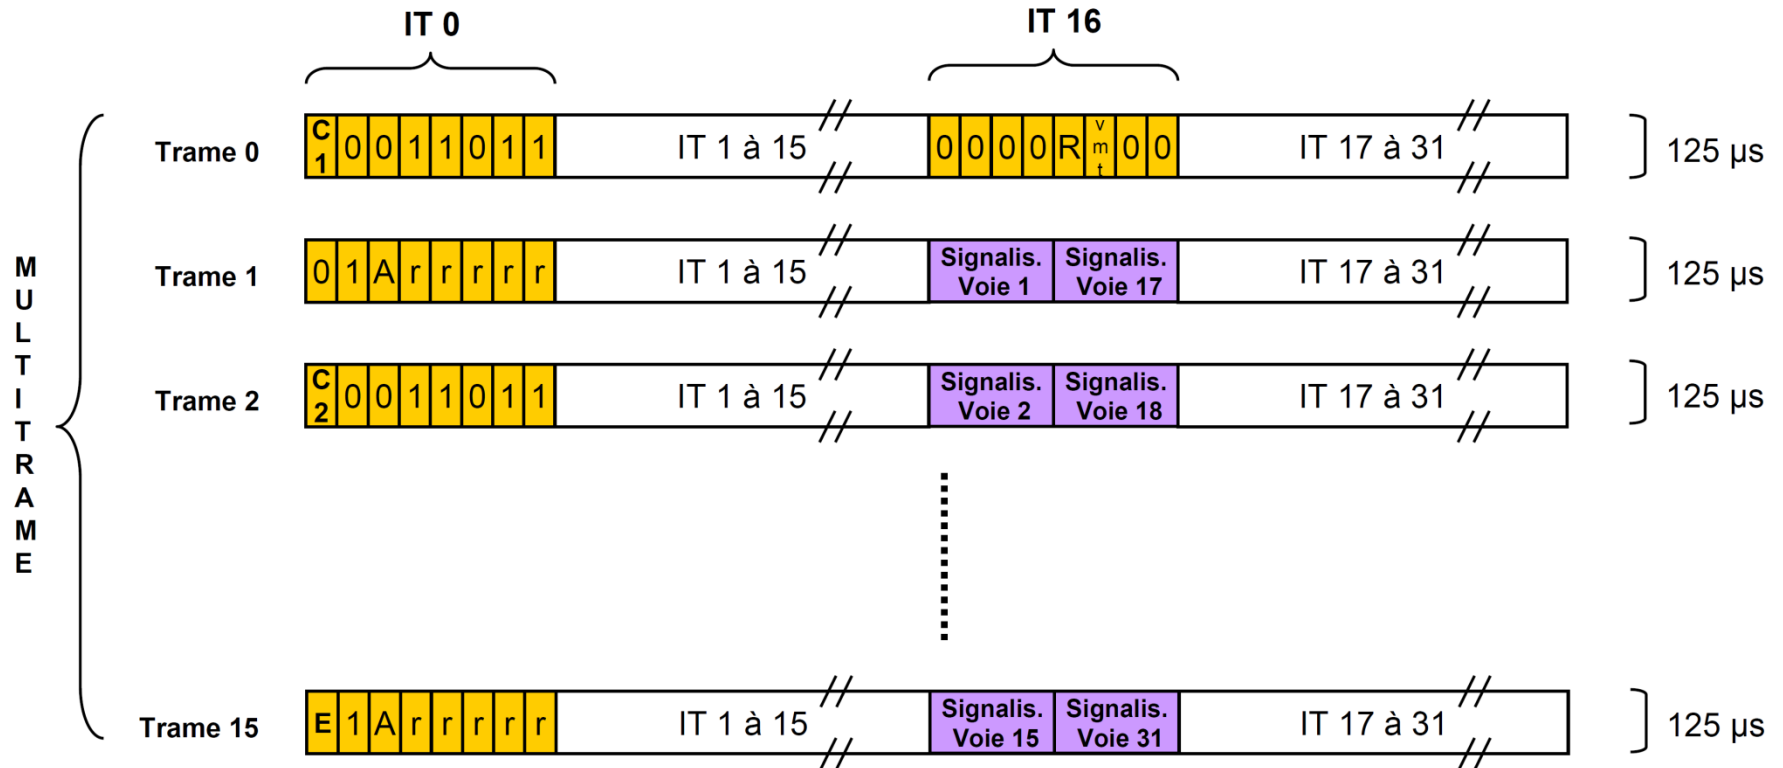 IT 0 IT 16
Trame 0 C1 0 0 1 1 0 1 1 IT 1 à 15 0 0 0 0 R vmt 0 0 IT 17 à 31 125 µs
Trame 1 0 1 A r r r r r IT 1 à 15 Signalis. Voie 1 Signalis. Voie 17 IT 17 à 31 125 µs
Trame 2 C2 0 0 1 1 0 1 1 IT 1 à 15 Signalis. Voie 2 Signalis. Voie 18 IT 17 à 31 125 µs
MULTITRAME
Trame 15 E 1 A r r r r r IT 1 à 15 Signalis. Voie 15 Signalis. Voie 31 IT 17 à 31 125 µs